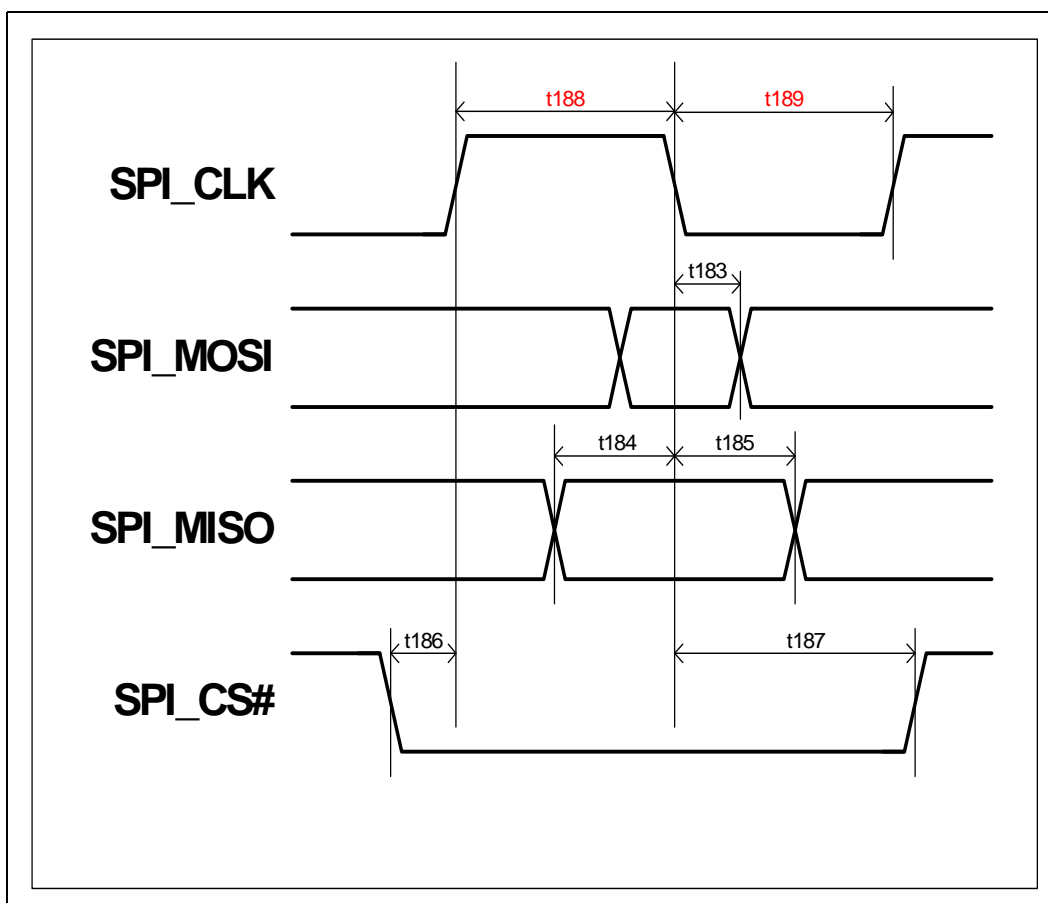 t188 t189
SPI_CLK
t183
SPI_MOSI
t184 t185
SPI_MISO
t186 t187
SPI_CS#